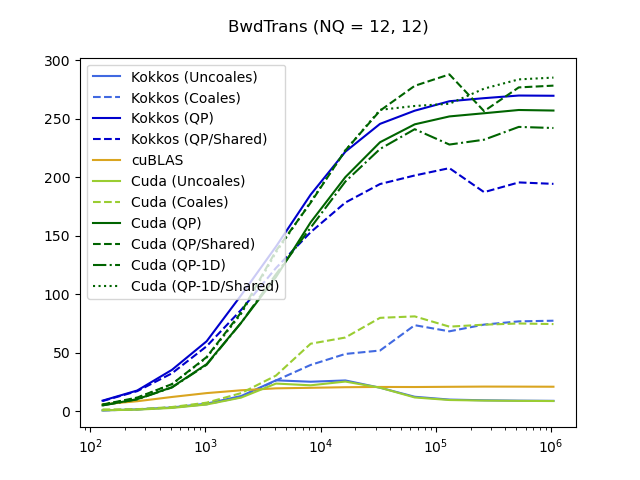 BwdTrans (NQ = 12, 12)
300
250
200
150
100
50
0
Kokkos (Uncoales)
Kokkos (Coales)
Kokkos (QP)
Kokkos (QP/Shared)
cuBLAS
Cuda (Uncoales)
Cuda (Coales)
Cuda (QP)
Cuda (QP/Shared)
Cuda (QP-1D)
Cuda (QP-1D/Shared)
10² 10³ 10⁴ 10⁵ 10⁶